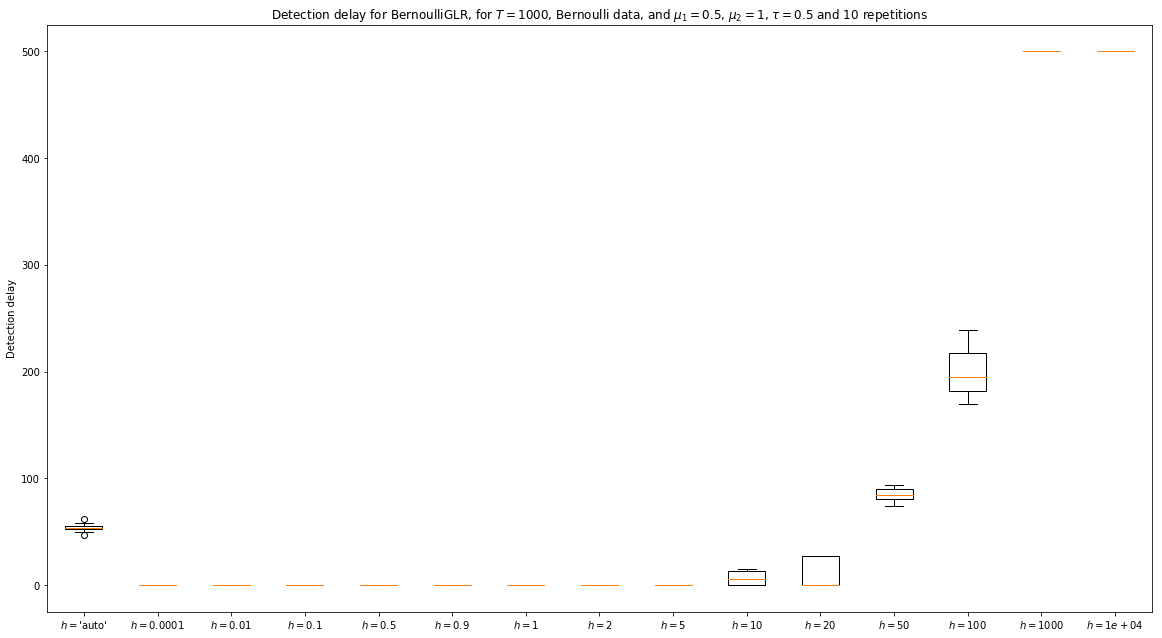 Detection delay for BernoulliGLR, for T = 1000, Bernoulli data, and μ₁ = 0.5, μ₂ = 1, τ = 0.5 and 10 repetitions
Detection delay
500
400
300
200
100
0
h = 'auto' h = 0.0001 h = 0.01 h = 0.1 h = 0.5 h = 0.9 h = 1 h = 2 h = 5 h = 10 h = 20 h = 50 h = 100 h = 1000 h = 1e + 04